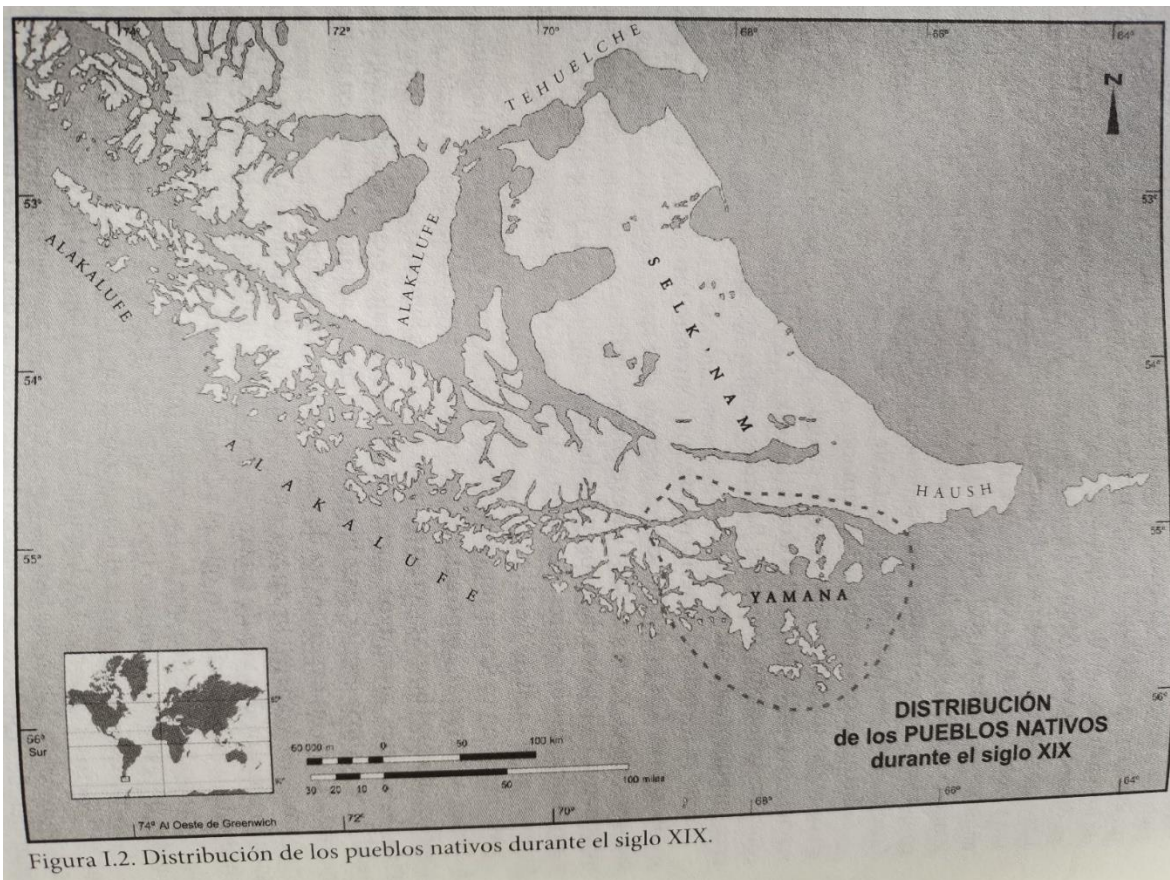 74° 72° 70 68° 66° 64°
TEHUELCHE
N
53° 53°
ALAKALUFE
ALAKALUFE
SELK'NAM
54° 54°
ALAKALUFE
HAUSH
55° 55°
YAMANA
56°
DISTRIBUCIÓN
de los PUEBLOS NATIVOS
durante el siglo XIX
Sur
0 50 100 km
30 20 10 0 50 100 miles
74° Al Oeste de Greenwich 72° 70° 68° 66° 64°
Figura I.2. Distribución de los pueblos nativos durante el siglo XIX.